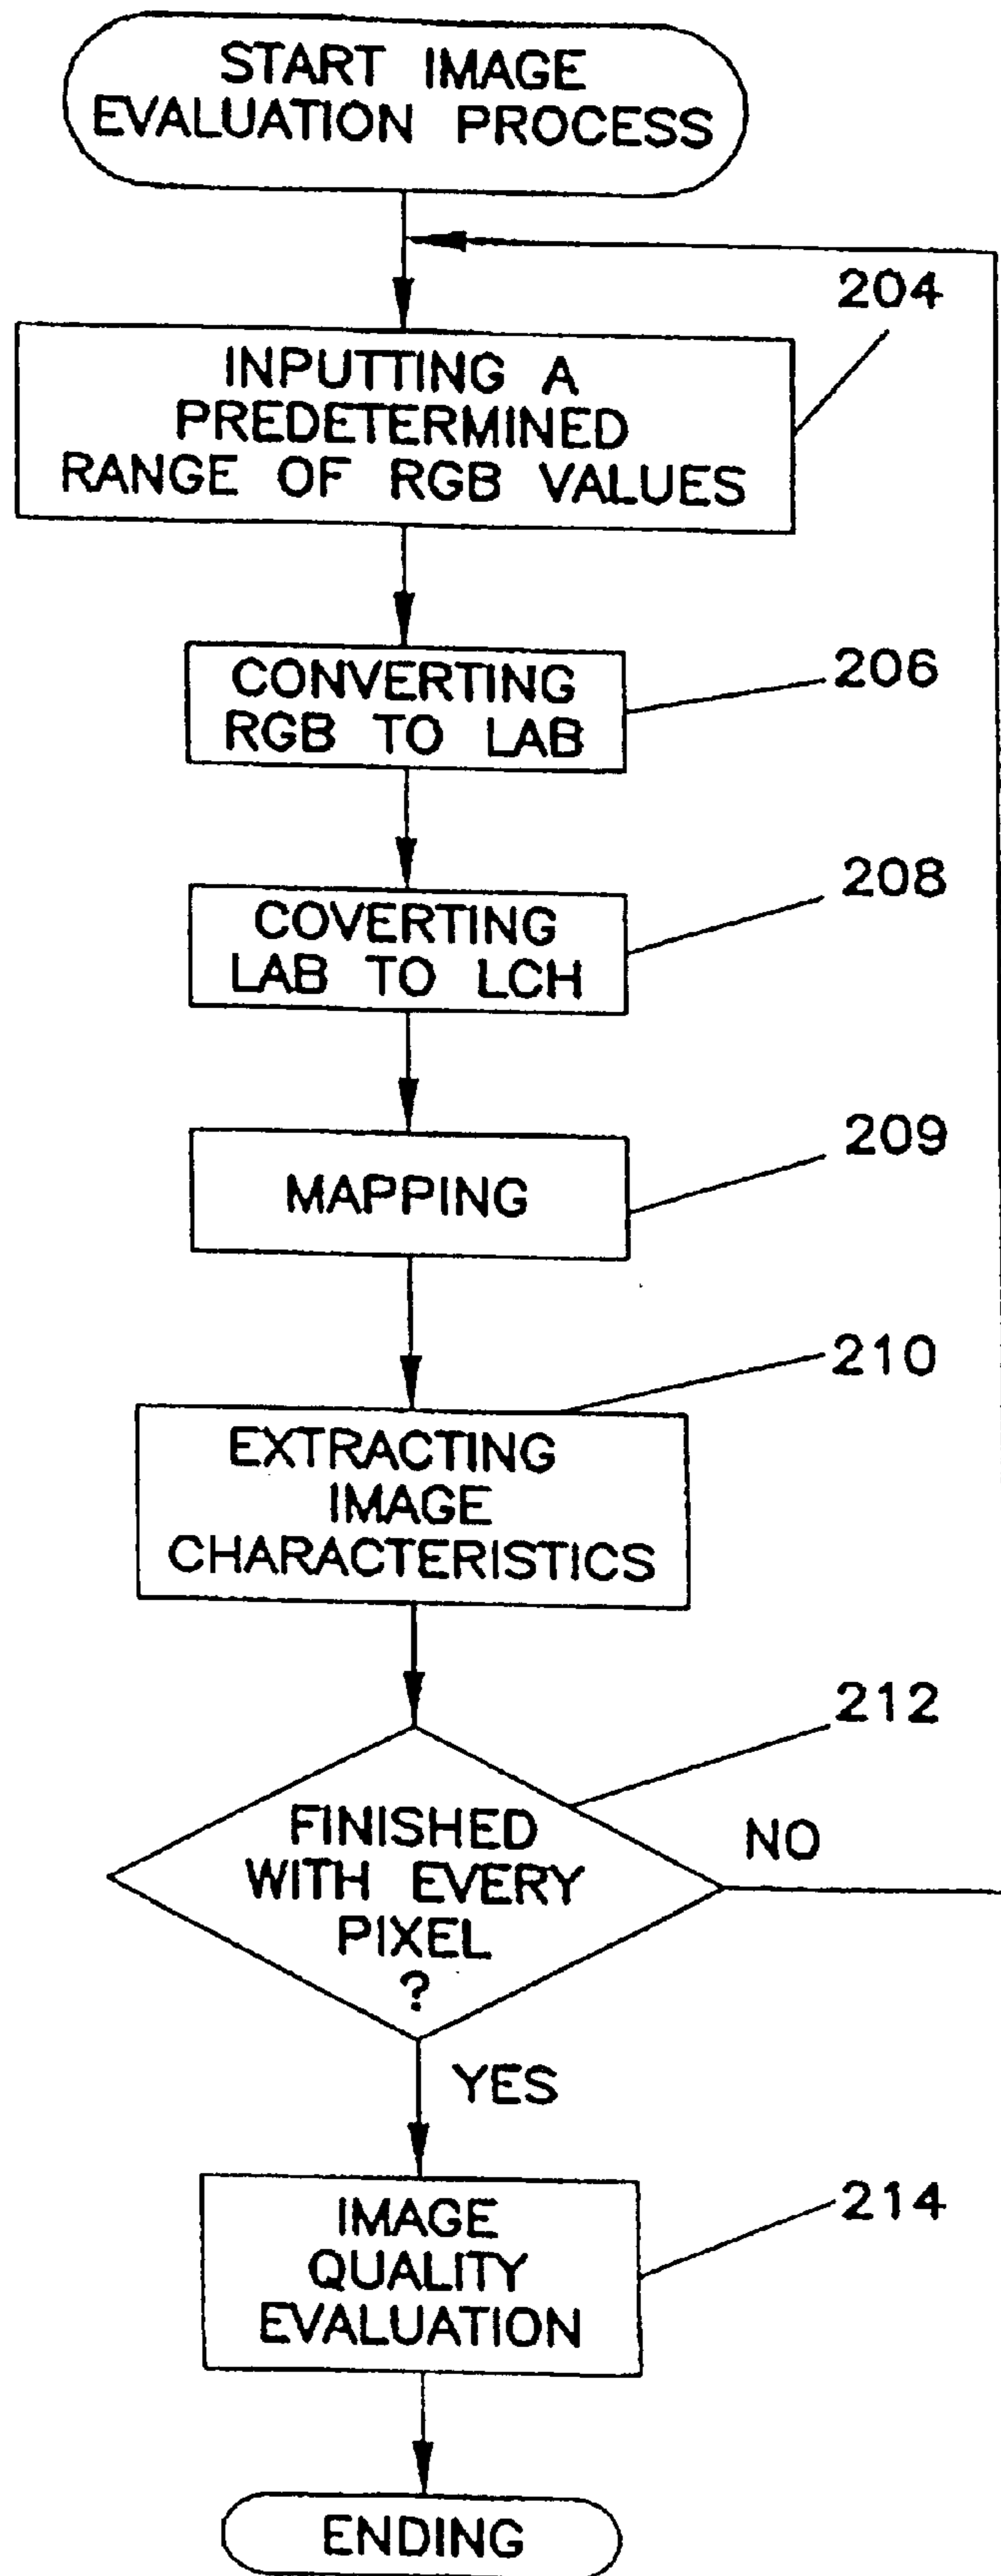 START IMAGE
EVALUATION PROCESS
204
INPUTTING A
PREDETERMINED
RANGE OF RGB VALUES
206
CONVERTING
RGB TO LAB
208
COVERTING
LAB TO LCH
209
MAPPING
210
EXTRACTING
IMAGE
CHARACTERISTICS
212
FINISHED
WITH EVERY
PIXEL
?
NO
YES
214
IMAGE
QUALITY
EVALUATION
ENDING